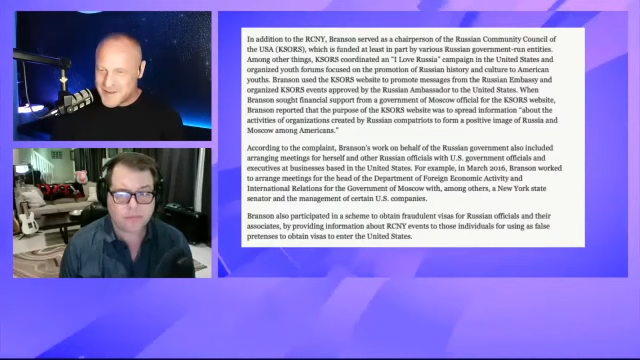 In addition to the RCNY, Branson served as a chairperson of the Russian Community Council of
the USA (KSORS), which is funded at least in part by various Russian government-run entities.
Among other things, KSORS coordinated an "I Love Russia" campaign in the United States and
organized youth forums focused on the promotion of Russian history and culture to American
youths. Branson used the KSORS website to promote messages from the Russian Embassy and
organized KSORS events approved by the Russian Ambassador to the United States. When
Branson sought financial support from a government of Moscow official for the KSORS website,
Branson reported that the purpose of the KSORS website was to spread information "about the
activities of organizations created by Russian compatriots to form a positive image of Russia and
Moscow among Americans."
According to the complaint, Branson's work on behalf of the Russian government also included
arranging meetings for herself and other Russian officials with U.S. government officials and
executives at businesses based in the United States. For example, in March 2016, Branson worked
to arrange meetings for the head of the Department of Foreign Economic Activity and
International Relations for the Government of Moscow with, among others, a New York state
senator and the management of certain U.S. companies.
Branson also participated in a scheme to obtain fraudulent visas for Russian officials and their
associates, by providing information about RCNY events to those individuals for using as false
pretenses to obtain visas to enter the United States.